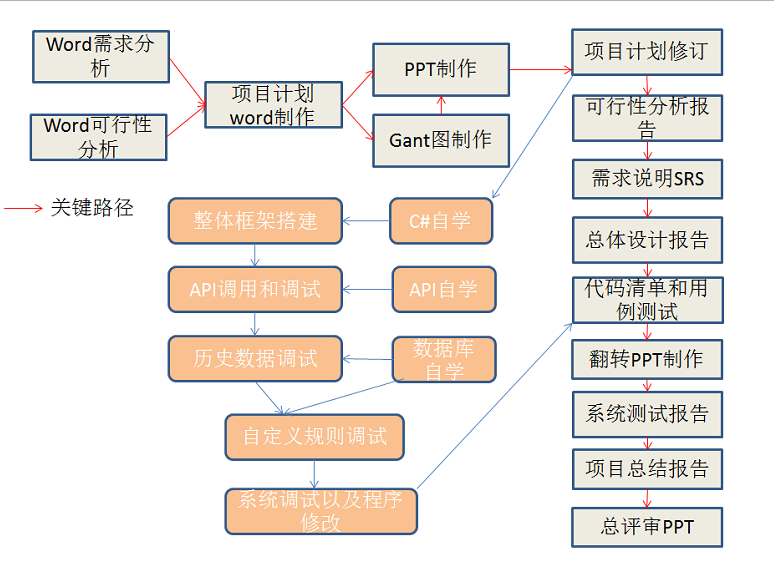 Word需求分
析
Word可行性
分析
项目计划
word制作
PPT制作
Gant图制作
关键路径
整体框架搭建
C#自学
API调用和调试
API自学
历史数据调试
数据库
自学
自定义规则调试
系统调试以及程序
修改
项目计划修订
可行性分析报
告
需求说明SRS
总体设计报告
代码清单和用
例测试
翻转PPT制作
系统测试报告
项目总结报告
总评审PPT